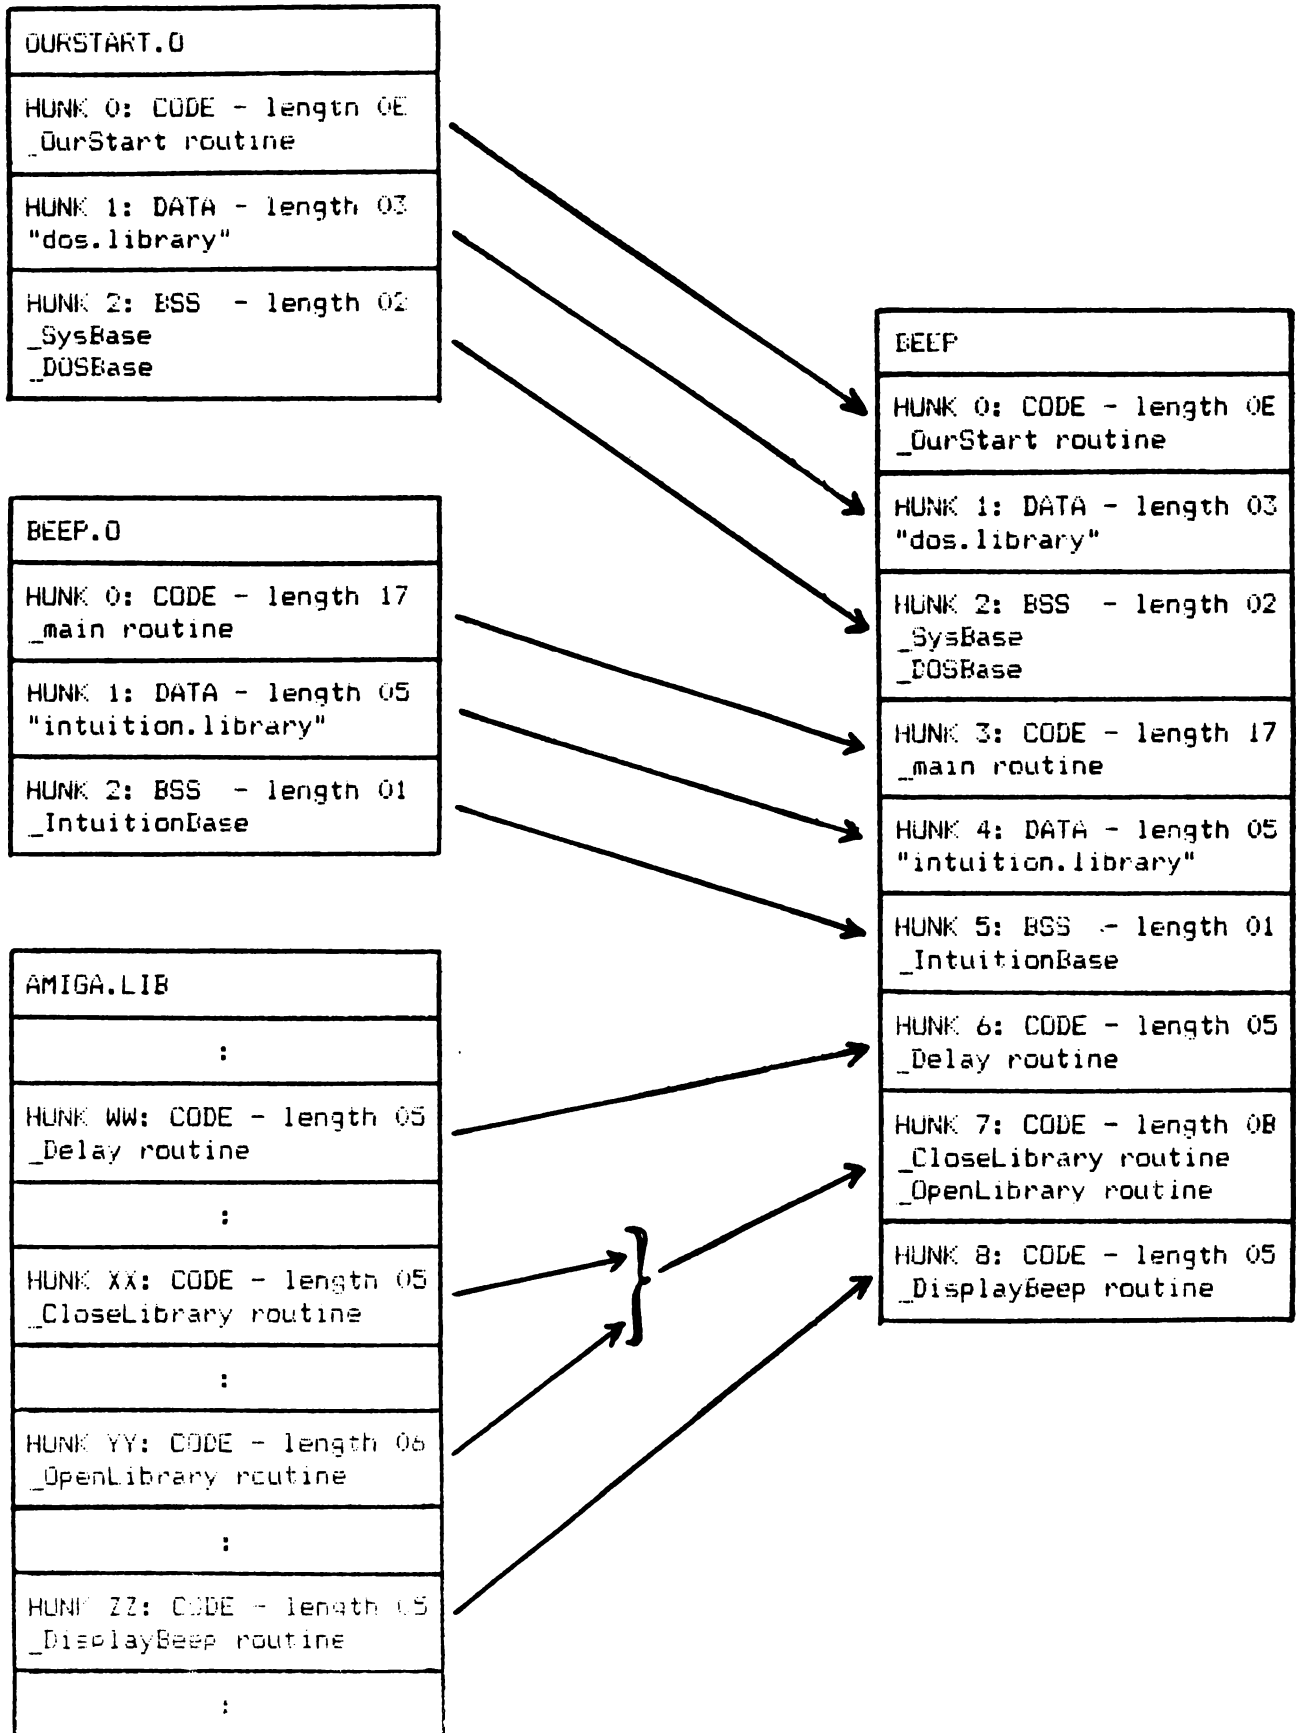 OURSTART.O
HUNK 0: CODE - length 0E
_OurStart routine
HUNK 1: DATA - length 03
"dos.library"
HUNK 2: BSS - length 02
_SysBase
_DOSBase
BEEP.O
HUNK 0: CODE - length 17
_main routine
HUNK 1: DATA - length 05
"intuition.library"
HUNK 2: BSS - length 01
_IntuitionBase
AMIGA.LIB
:
HUNK WW: CODE - length 05
_Delay routine
:
HUNK XX: CODE - length 05
_CloseLibrary routine
:
HUNK YY: CODE - length 06
_OpenLibrary routine
:
HUNK ZZ: CODE - length 05
_DisplayBeep routine
:
BEEP
HUNK 0: CODE - length 0E
_OurStart routine
HUNK 1: DATA - length 03
"dos.library"
HUNK 2: BSS - length 02
_SysBase
_DOSBase
HUNK 3: CODE - length 17
_main routine
HUNK 4: DATA - length 05
"intuition.library"
HUNK 5: BSS - length 01
_IntuitionBase
HUNK 6: CODE - length 05
_Delay routine
HUNK 7: CODE - length 0B
_CloseLibrary routine
_OpenLibrary routine
HUNK 8: CODE - length 05
_DisplayBeep routine